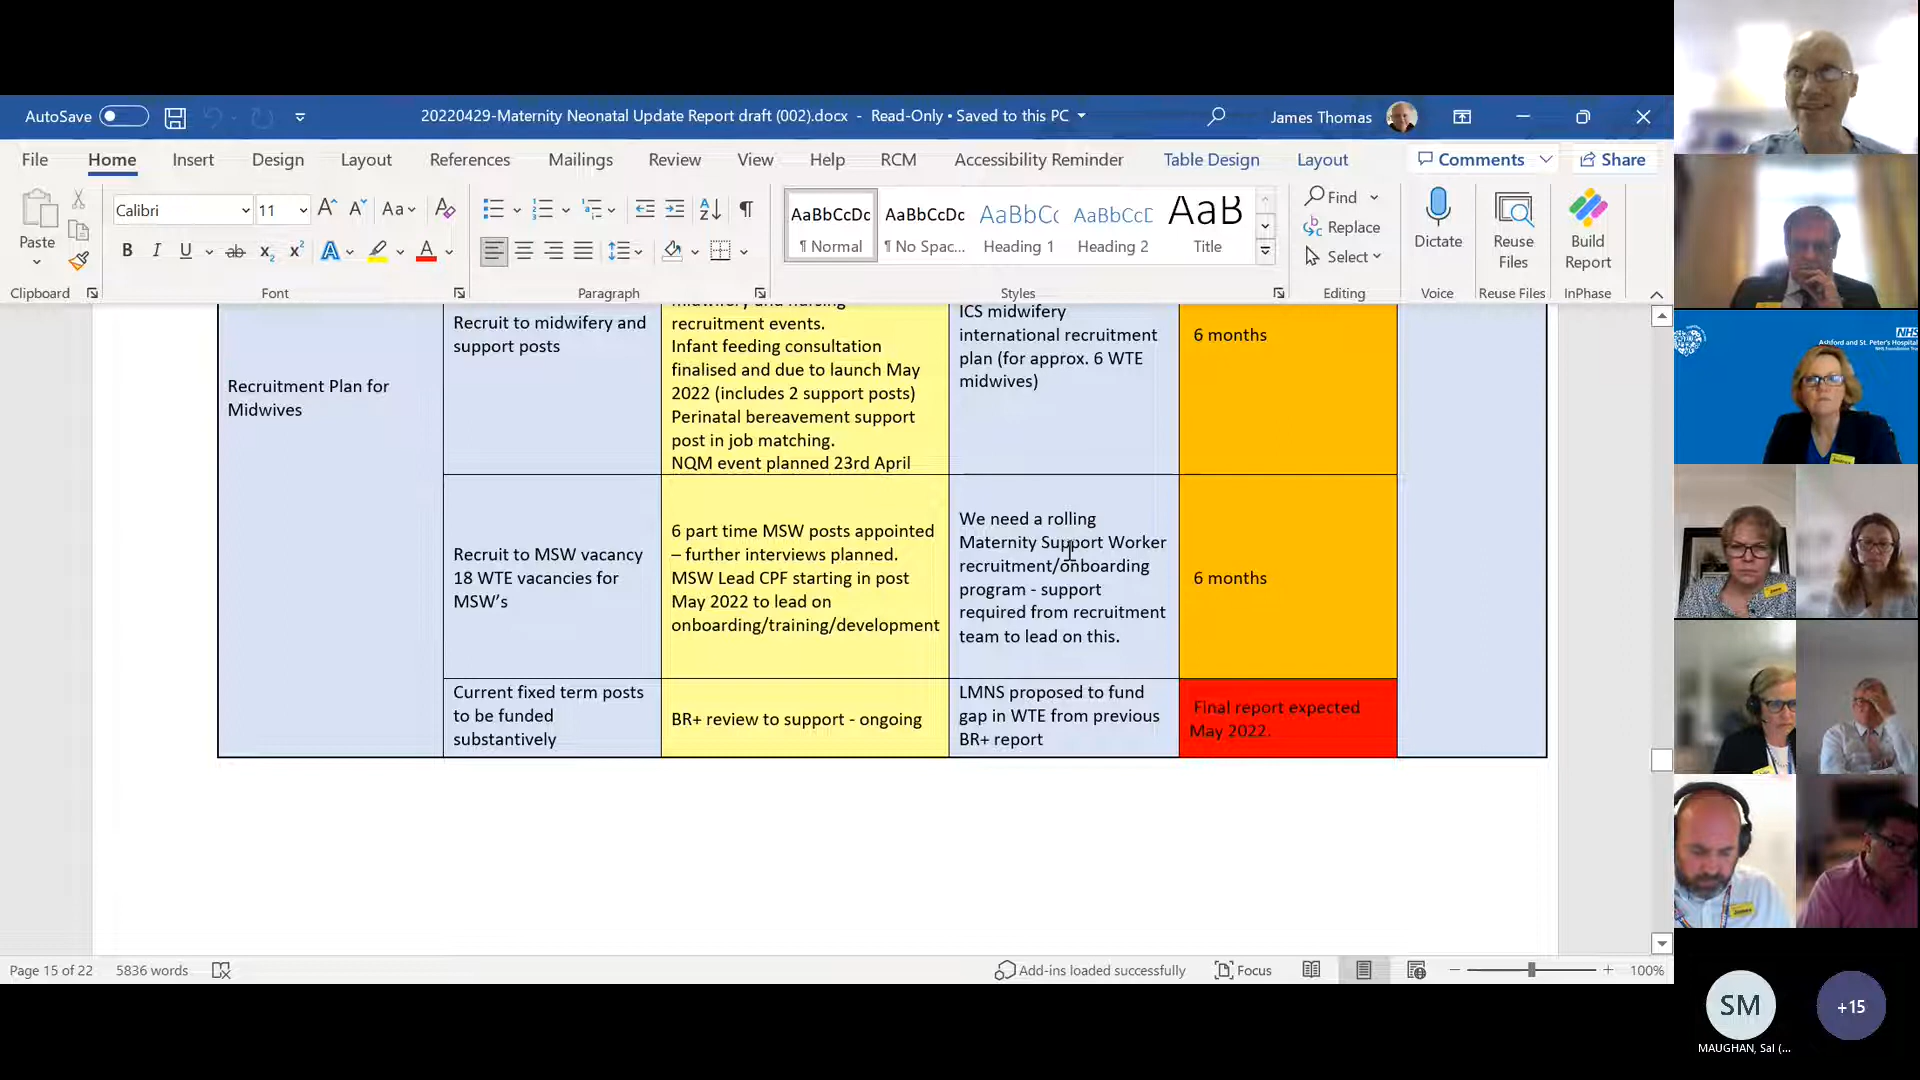 AutoSave
20220429-Maternity Neonatal Update Report draft (002).docx - Read-Only • Saved to this PC
James Thomas
File Home Insert Design Layout References Mailings Review View Help RCM Accessibility Reminder Table Design Layout Comments Share
Paste
Calibri 11
Aa
AaBbCcDc ¶ Normal
AaBbCcDc ¶ No Spac...
AaBbCc Heading 1
AaBbCcD Heading 2
AaB Title
Find
Replace
Select
Dictate
Reuse Files
Build Report
Clipboard Font Paragraph Styles Editing Voice Reuse Files InPhase
Recruitment Plan for
Midwives
Recruit to midwifery and
support posts
midwifery and nursing
recruitment events.
Infant feeding consultation
finalised and due to launch May
2022 (includes 2 support posts)
Perinatal bereavement support
post in job matching.
NQM event planned 23rd April
ICS midwifery
international recruitment
plan (for approx. 6 WTE
midwives)
6 months
Recruit to MSW vacancy
18 WTE vacancies for
MSW's
6 part time MSW posts appointed
– further interviews planned.
MSW Lead CPF starting in post
May 2022 to lead on
onboarding/training/development
We need a rolling
Maternity Support Worker
recruitment/onboarding
program - support
required from recruitment
team to lead on this.
6 months
Current fixed term posts
to be funded
substantively
BR+ review to support - ongoing
LMNS proposed to fund
gap in WTE from previous
BR+ report
Final report expected
May 2022.
Page 15 of 22 5836 words
Add-ins loaded successfully Focus 100%
NHS
Ashford and St. Peter's Hospital
SM
MAUGHAN, Sal (...
+15